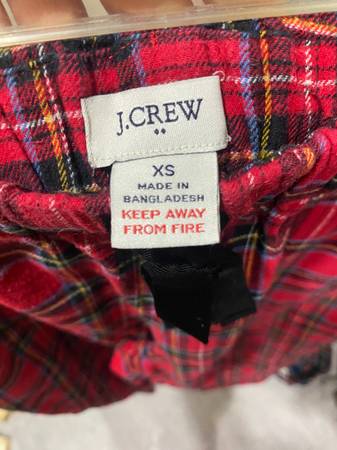 J.CREW
XS
MADE IN
BANGLADESH
KEEP AWAY
FROM FIRE